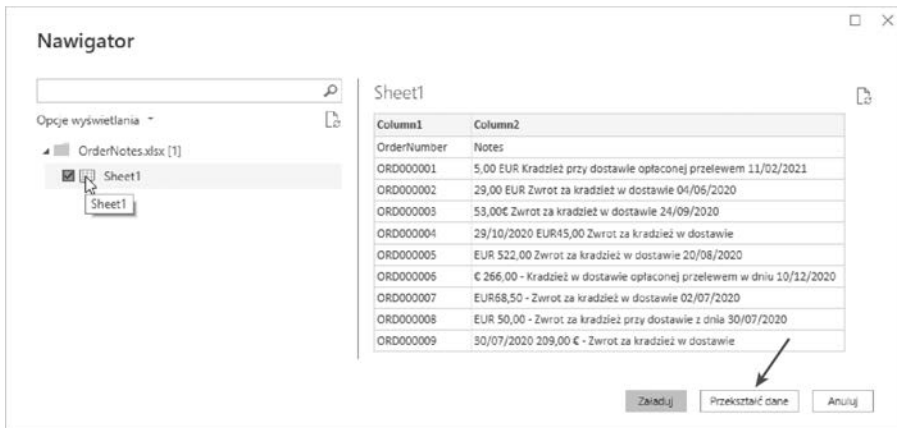 Nawigator
Opcje wyświetlania
OrderNotes.xlsx [1]
Sheet1
Sheet1
Sheet1
Column1 Column2
OrderNumber Notes
ORD000001 5,00 EUR Kradzież przy dostawie opłaconej przelewem 11/02/2021
ORD000002 29,00 EUR Zwrot za kradzież w dostawie 04/06/2020
ORD000003 53,00€ Zwrot za kradzież w dostawie 24/09/2020
ORD000004 29/10/2020 EUR45,00 Zwrot za kradzież w dostawie
ORD000005 EUR 522,00 Zwrot za kradzież w dostawie 20/08/2020
ORD000006 € 266,00 - Kradzież w dostawie opłaconej przelewem w dniu 10/12/2020
ORD000007 EUR68,50 - Zwrot za kradzież w dostawie 02/07/2020
ORD000008 EUR 50,00 - Zwrot za kradzież przy dostawie z dnia 30/07/2020
ORD000009 30/07/2020 209,00 € - Zwrot za kradzież w dostawie
Załaduj Przekształć dane Anuluj